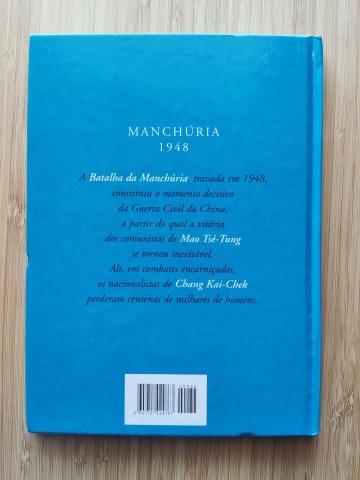 MANCHÚRIA
1948
A Batalha da Manchúria travada em 1948,
constituiu o momento decisivo
da Guerra Civil da China,
a partir do qual a vitória
dos comunistas de Mao Tsé-Tung
se tornou inevitável.
Ali, em combates encarniçados,
os nacionalistas de Chang Kai-Chek
perderam centenas de milhares de homens.